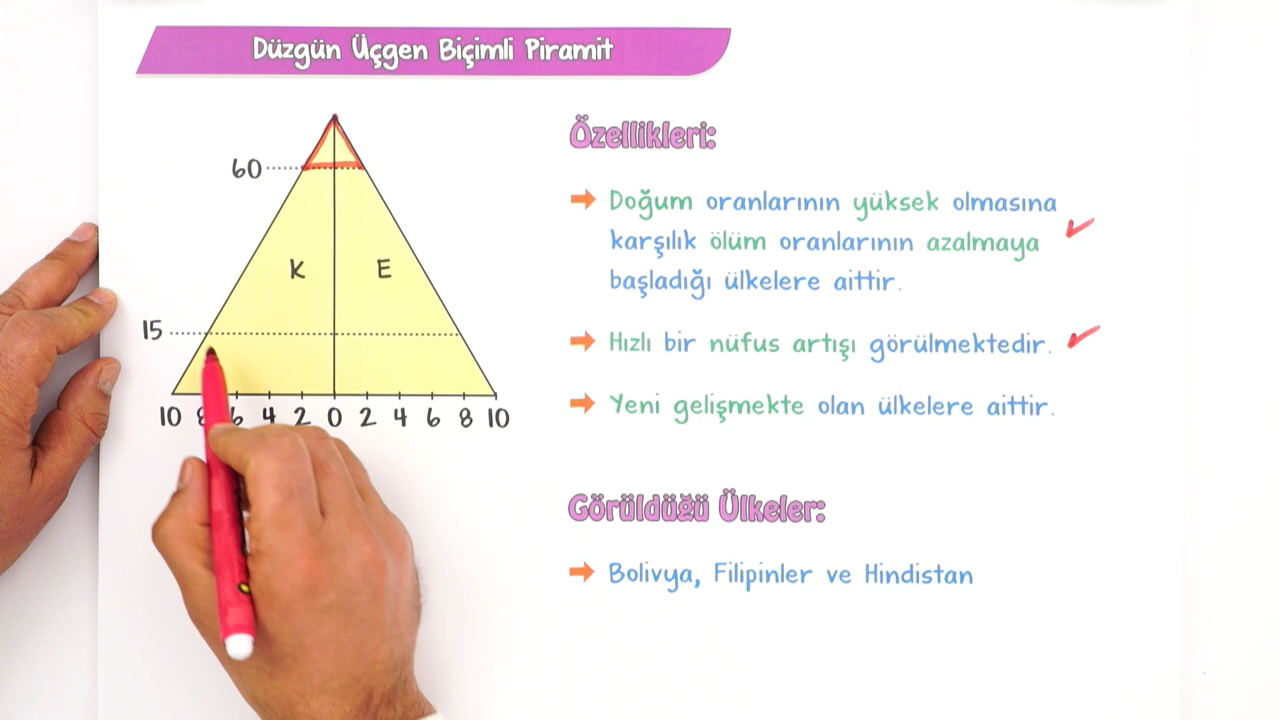 Düzgün Üçgen Biçimli Piramit
60
K E
15
10 8 6 4 2 0 2 4 6 8 10
Özellikleri:
Doğum oranlarının yüksek olmasına
karşılık ölüm oranlarının azalmaya
başladığı ülkelere aittir.
Hızlı bir nüfus artışı görülmektedir.
Yeni gelişmekte olan ülkelere aittir.
Görüldüğü Ülkeler:
Bolivya, Filipinler ve Hindistan